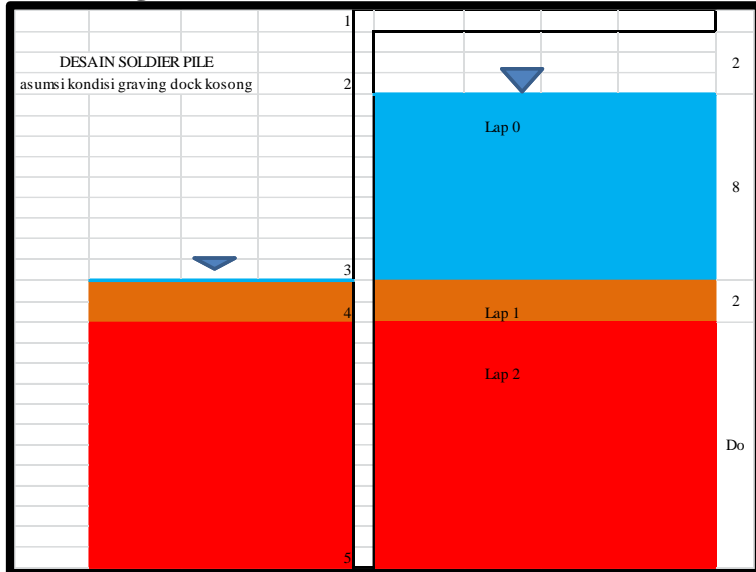 1
DESAIN SOLDIER PILE
2
asumsi kondisi graving dock kosong
2
Lap 0
8
3
2
4
Lap 1
Lap 2
Do
5